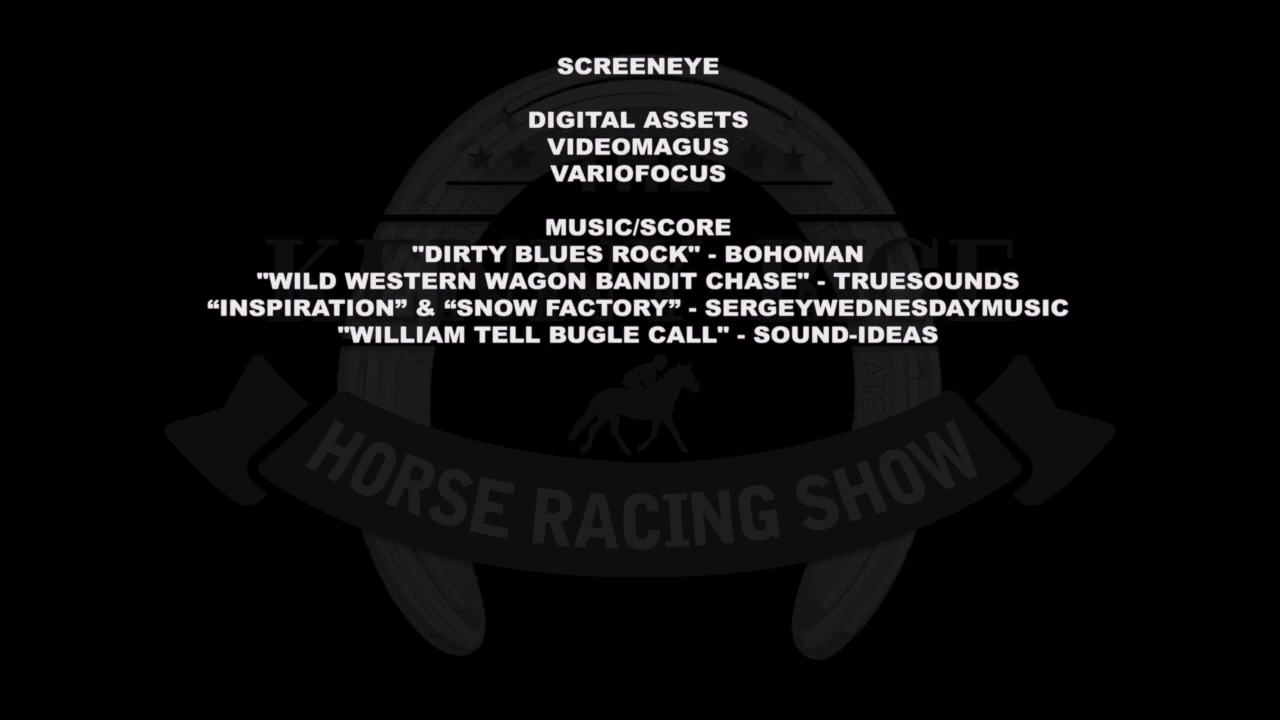 SCREENEYE
DIGITAL ASSETS
VIDEOMAGUS
VARIOFOCUS
MUSIC/SCORE
"DIRTY BLUES ROCK" - BOHOMAN
"WILD WESTERN WAGON BANDIT CHASE" - TRUESOUNDS
“INSPIRATION” & “SNOW FACTORY” - SERGEYWEDNESDAYMUSIC
"WILLIAM TELL BUGLE CALL" - SOUND-IDEAS
HORSE RACING SHOW